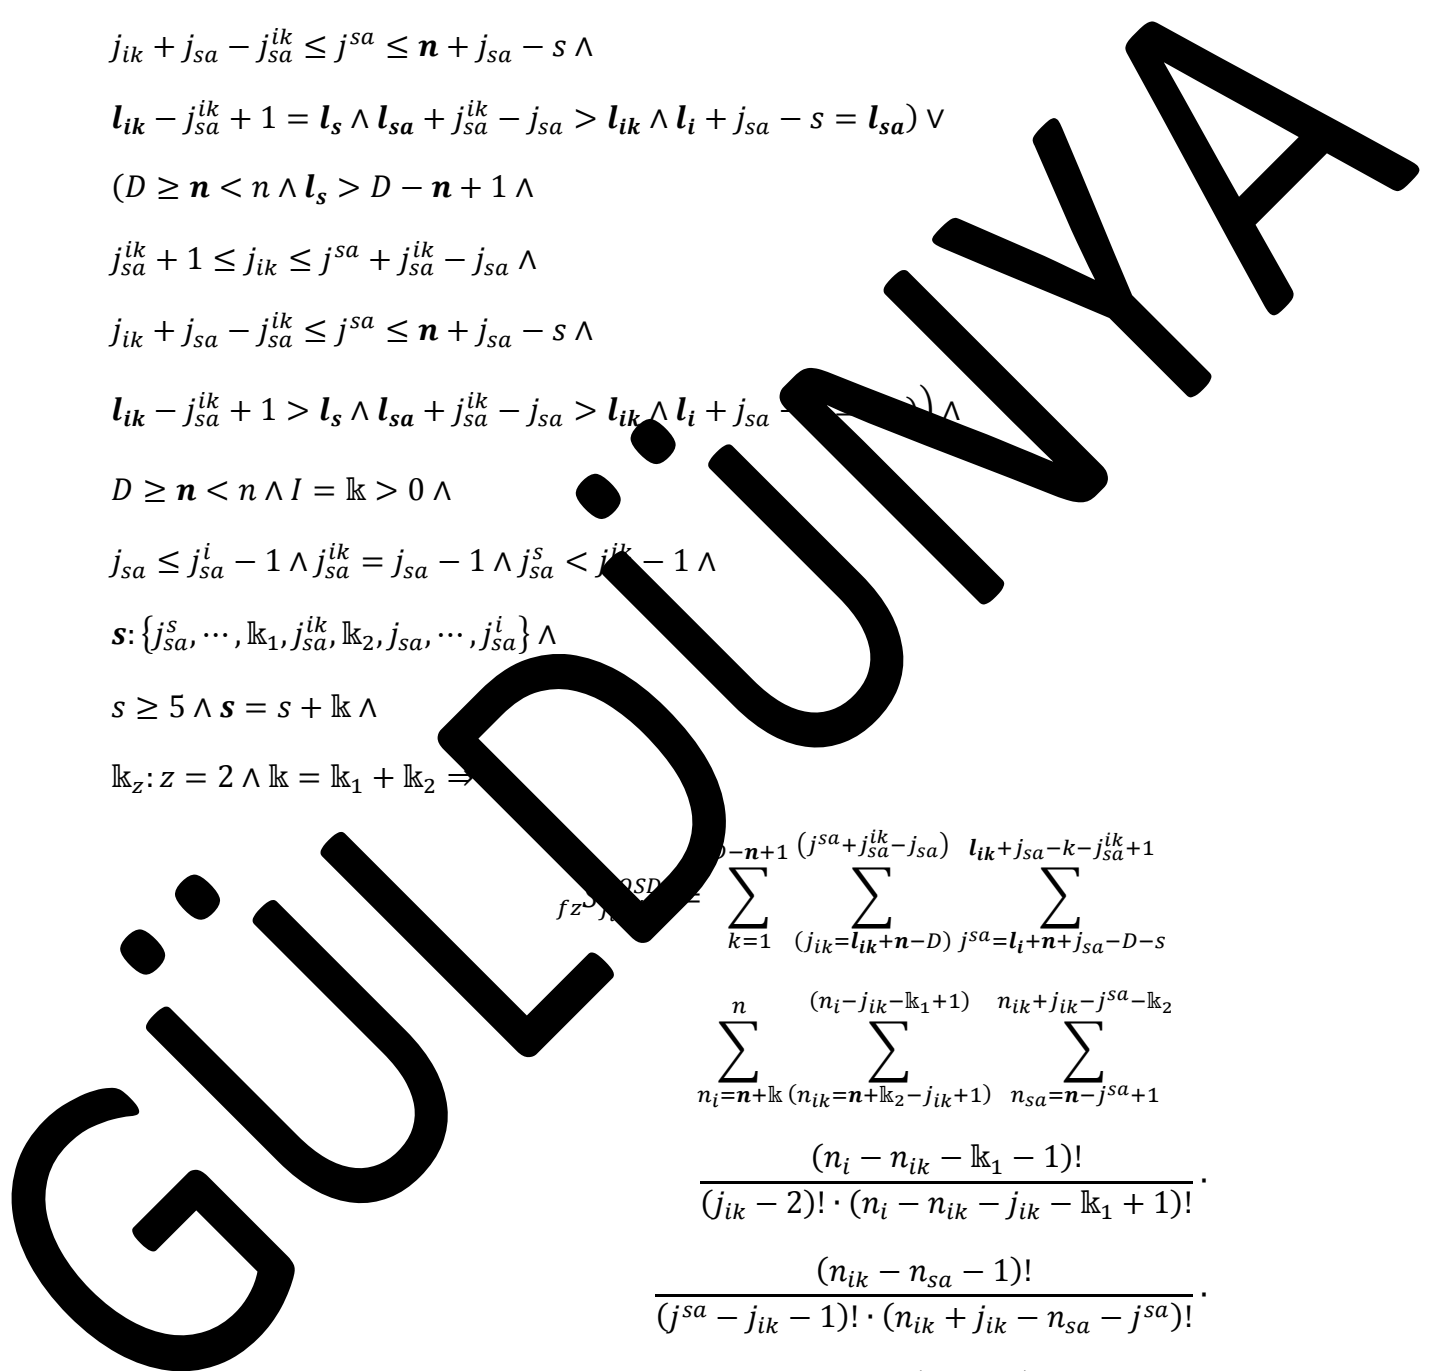 j_{ik} + j_{sa} − j_{sa}^{ik} ≤ j^{sa} ≤ n + j_{sa} − s ∧
l_{ik} − j_{sa}^{ik} + 1 = l_s ∧ l_{sa} + j_{sa}^{ik} − j_{sa} > l_{ik} ∧ l_i + j_{sa} − s = l_{sa}) ∨
(D ≥ n < n ∧ l_s > D − n + 1 ∧
j_{sa}^{ik} + 1 ≤ j_{ik} ≤ j^{sa} + j_{sa}^{ik} − j_{sa} ∧
j_{ik} + j_{sa} − j_{sa}^{ik} ≤ j^{sa} ≤ n + j_{sa} − s ∧
l_{ik} − j_{sa}^{ik} + 1 > l_s ∧ l_{sa} + j_{sa}^{ik} − j_{sa} > l_{ik} ∧ l_i + j_{sa} )) ∧
D ≥ n < n ∧ I = 𝕜 > 0 ∧
j_{sa} ≤ j_{sa}^{i} − 1 ∧ j_{sa}^{ik} = j_{sa} − 1 ∧ j_{sa}^{s} < − 1 ∧
s: {j_{sa}^{s}, ⋯ , 𝕜_1, j_{sa}^{ik}, 𝕜_2, j_{sa}, ⋯ , j_{sa}^{i}} ∧
s ≥ 5 ∧ s = s + 𝕜 ∧
𝕜_z: z = 2 ∧ 𝕜 = 𝕜_1 + 𝕜_2 ⇒
= ∑_{k=1}^{D−n+1} ∑_{(j_{ik}=l_{ik}+n−D)}^{(j^{sa}+j_{sa}^{ik}−j_{sa})} ∑_{j^{sa}=l_i+n+j_{sa}−D−s}^{l_{ik}+j_{sa}−k−j_{sa}^{ik}+1}
∑_{n_i=n+𝕜}^{n} ∑_{(n_{ik}=n+𝕜_2−j_{ik}+1)}^{(n_i−j_{ik}−𝕜_1+1)} ∑_{n_{sa}=n−j^{sa}+1}^{n_{ik}+j_{ik}−j^{sa}−𝕜_2}
(n_i − n_{ik} − 𝕜_1 − 1)!
(j_{ik} − 2)! · (n_i − n_{ik} − j_{ik} − 𝕜_1 + 1)! ·
(n_{ik} − n_{sa} − 1)!
(j^{sa} − j_{ik} − 1)! · (n_{ik} + j_{ik} − n_{sa} − j^{sa})! ·
GÜLDÜNYA